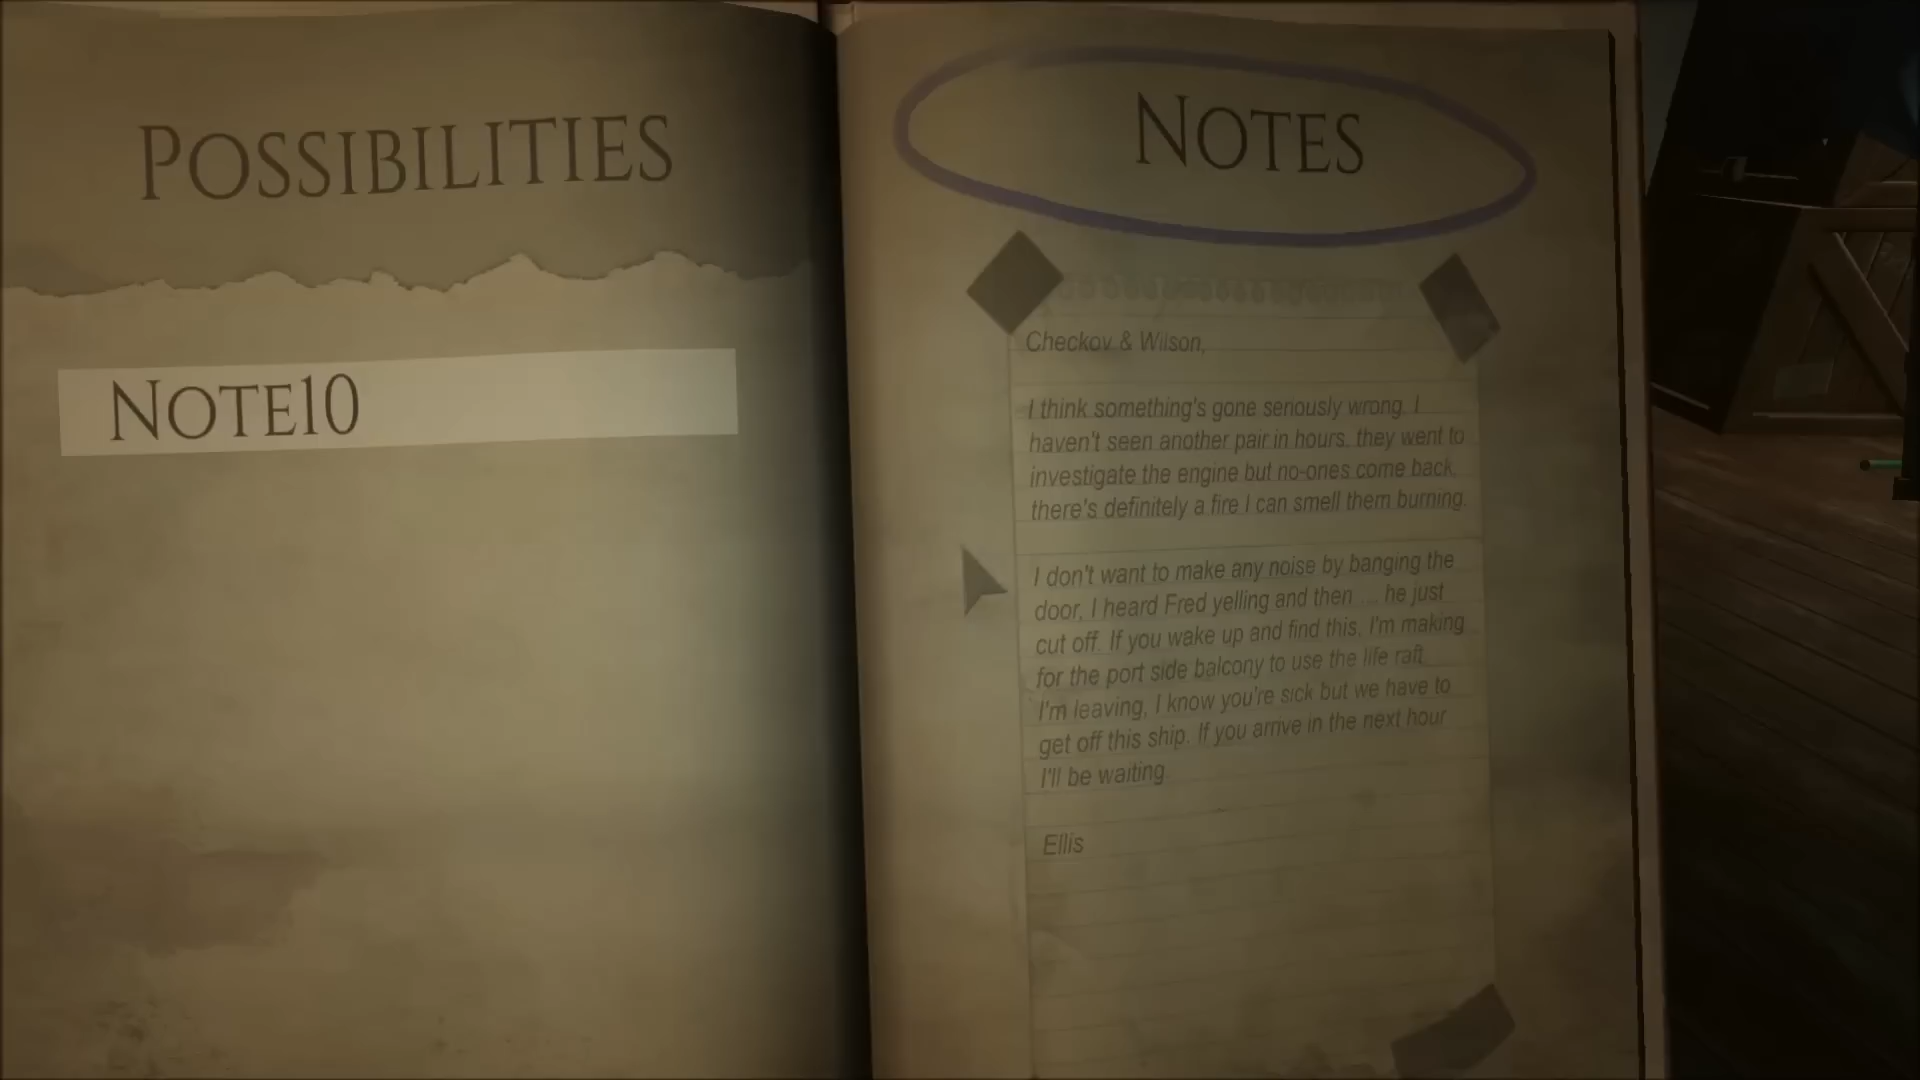 POSSIBILITIES
NOTE10
NOTES
Checkov & Wilson,
I think something's gone seriously wrong. I
haven't seen another pair in hours. they went to
investigate the engine but no-ones come back,
there's definitely a fire I can smell them burning.
I don't want to make any noise by banging the
door, I heard Fred yelling and then ... he just
cut off. If you wake up and find this, I'm making
for the port side balcony to use the life raft.
I'm leaving, I know you're sick but we have to
get off this ship. If you arrive in the next hour
I'll be waiting.
Ellis